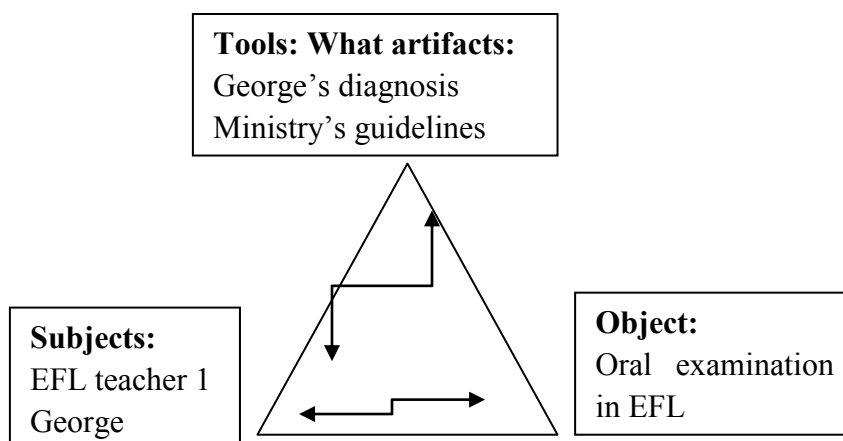 Tools: What artifacts:
George’s diagnosis
Ministry’s guidelines
Subjects:
EFL teacher 1
George
Object:
Oral examination
in EFL